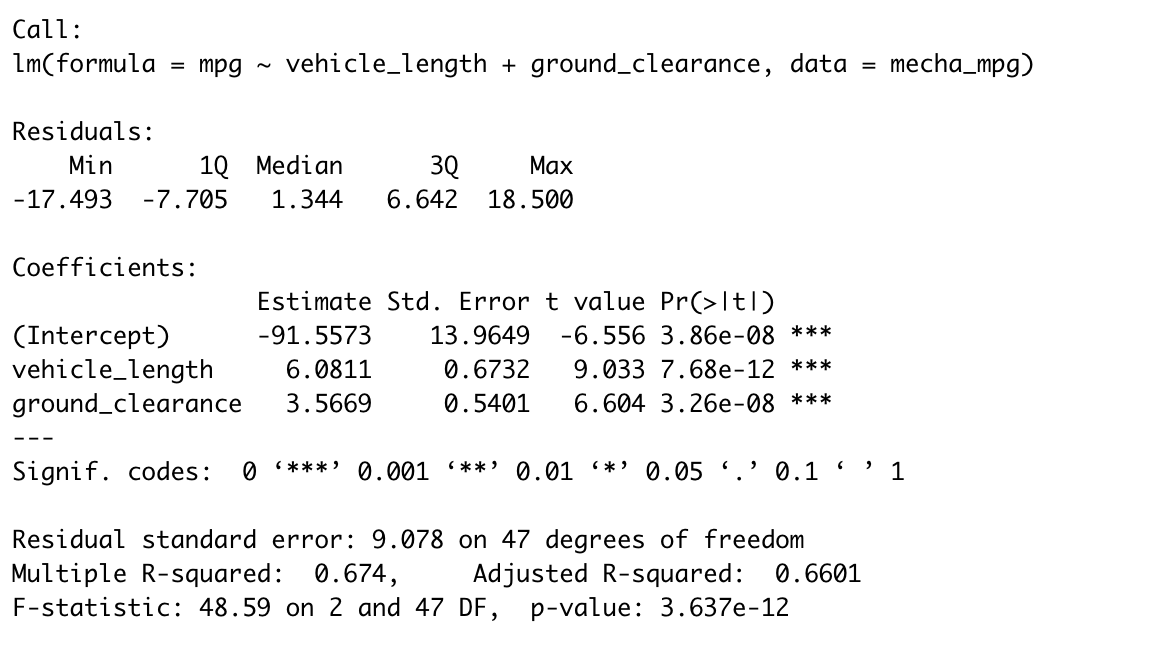 Call:
lm(formula = mpg ~ vehicle_length + ground_clearance, data = mecha_mpg)
Residuals:
    Min      1Q  Median      3Q     Max
-17.493  -7.705   1.344   6.642  18.500
Coefficients:
                 Estimate Std. Error t value Pr(>|t|)
(Intercept)      -91.5573    13.9649  -6.556 3.86e-08 ***
vehicle_length     6.0811     0.6732   9.033 7.68e-12 ***
ground_clearance   3.5669     0.5401   6.604 3.26e-08 ***
---
Signif. codes:  0 ‘***’ 0.001 ‘**’ 0.01 ‘*’ 0.05 ‘.’ 0.1 ‘ ’ 1
Residual standard error: 9.078 on 47 degrees of freedom
Multiple R-squared:  0.674,     Adjusted R-squared:  0.6601
F-statistic: 48.59 on 2 and 47 DF,  p-value: 3.637e-12